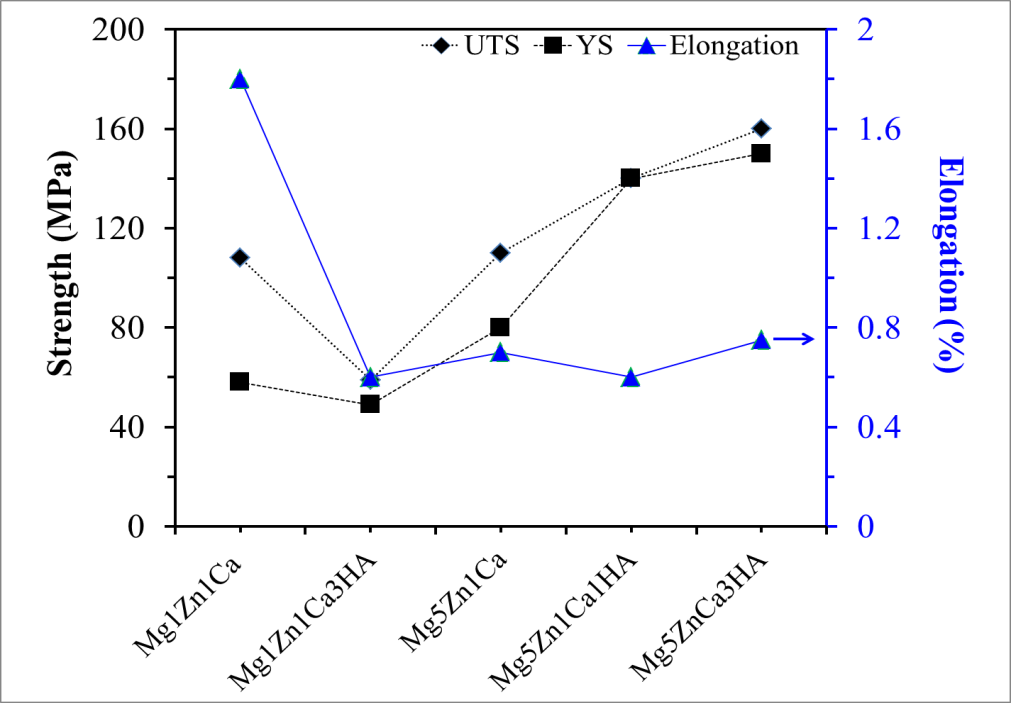 UTS YS Elongation
200
160
120
80
40
0
Strength (MPa)
2
1.6
1.2
0.8
0.4
0
Elongation (%)
Mg1Zn1Ca
Mg1Zn1Ca3HA
Mg5Zn1Ca
Mg5Zn1Ca1HA
Mg5ZnCa3HA